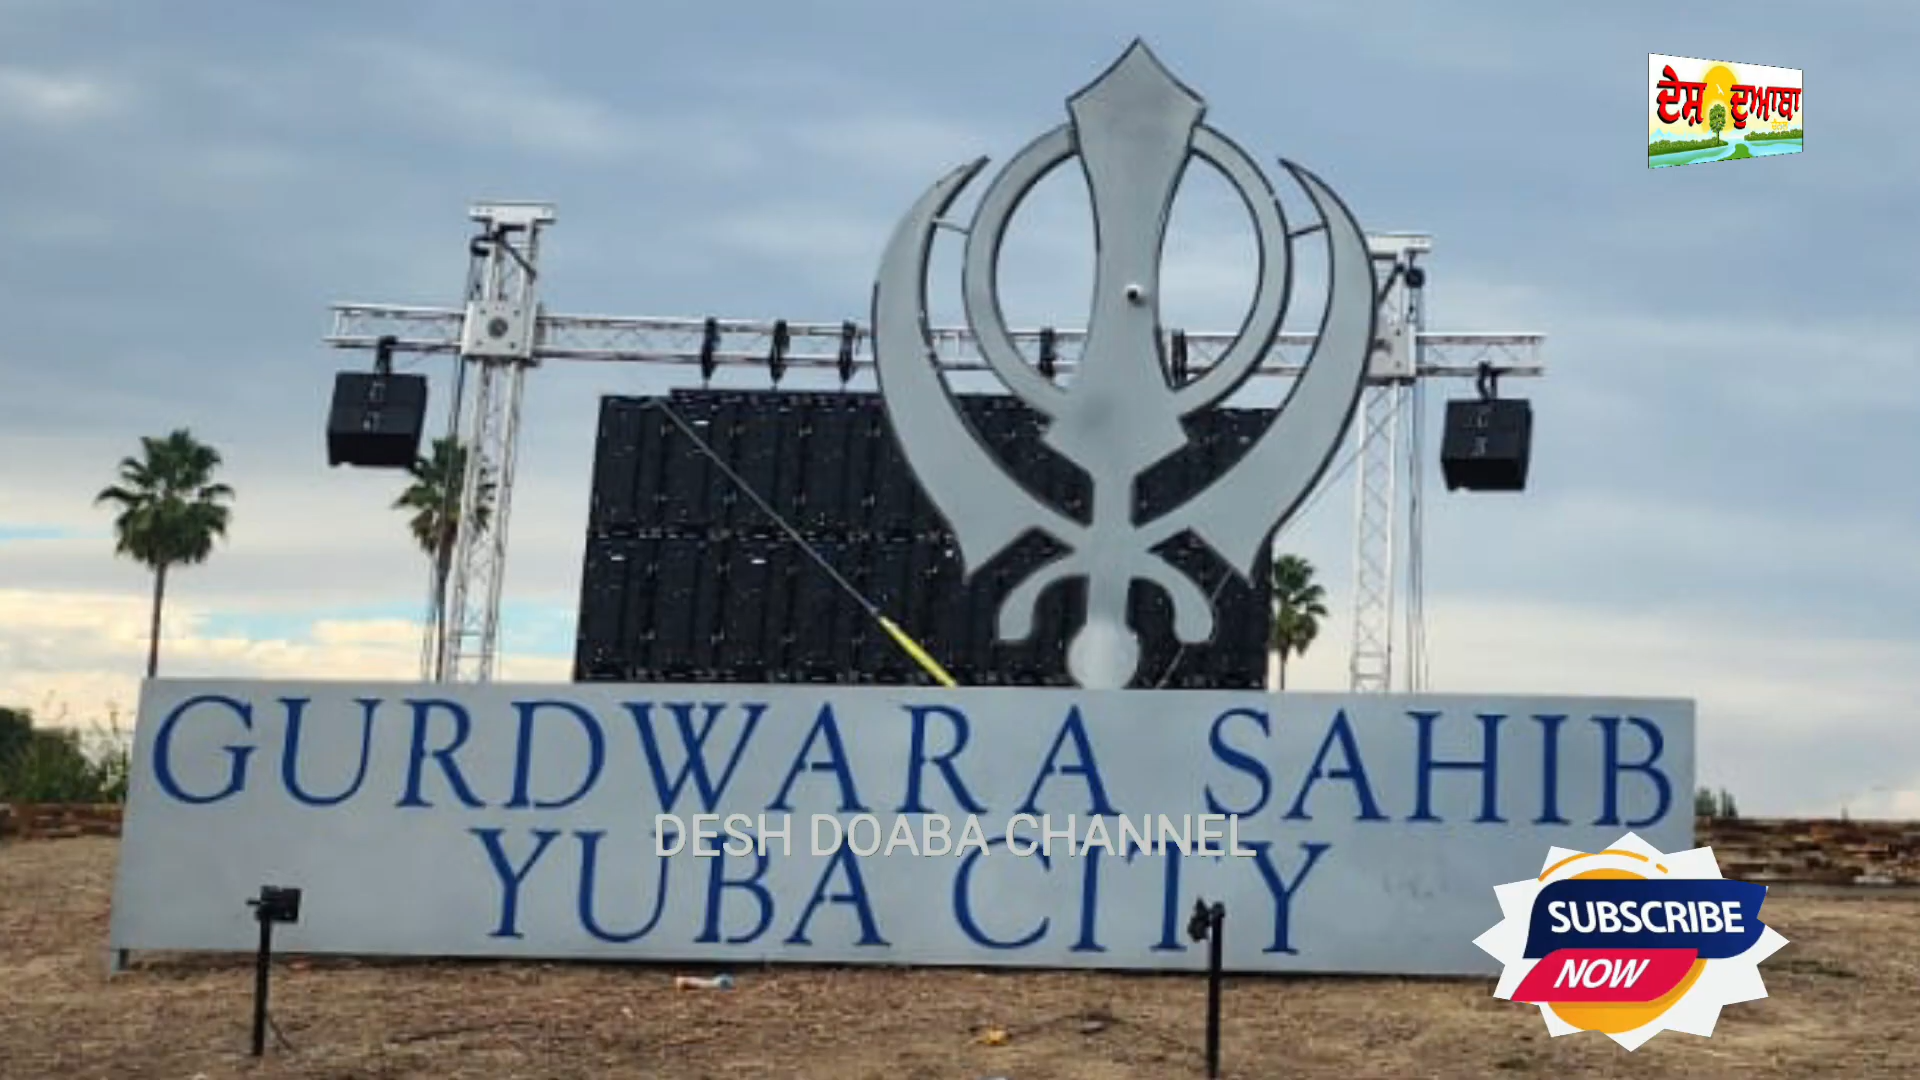 ਦੇਸ਼ ਦੁਆਬਾ
GURDWARA SAHIB
DESH DOABA CHANNEL
YUBA CITY
SUBSCRIBE
NOW